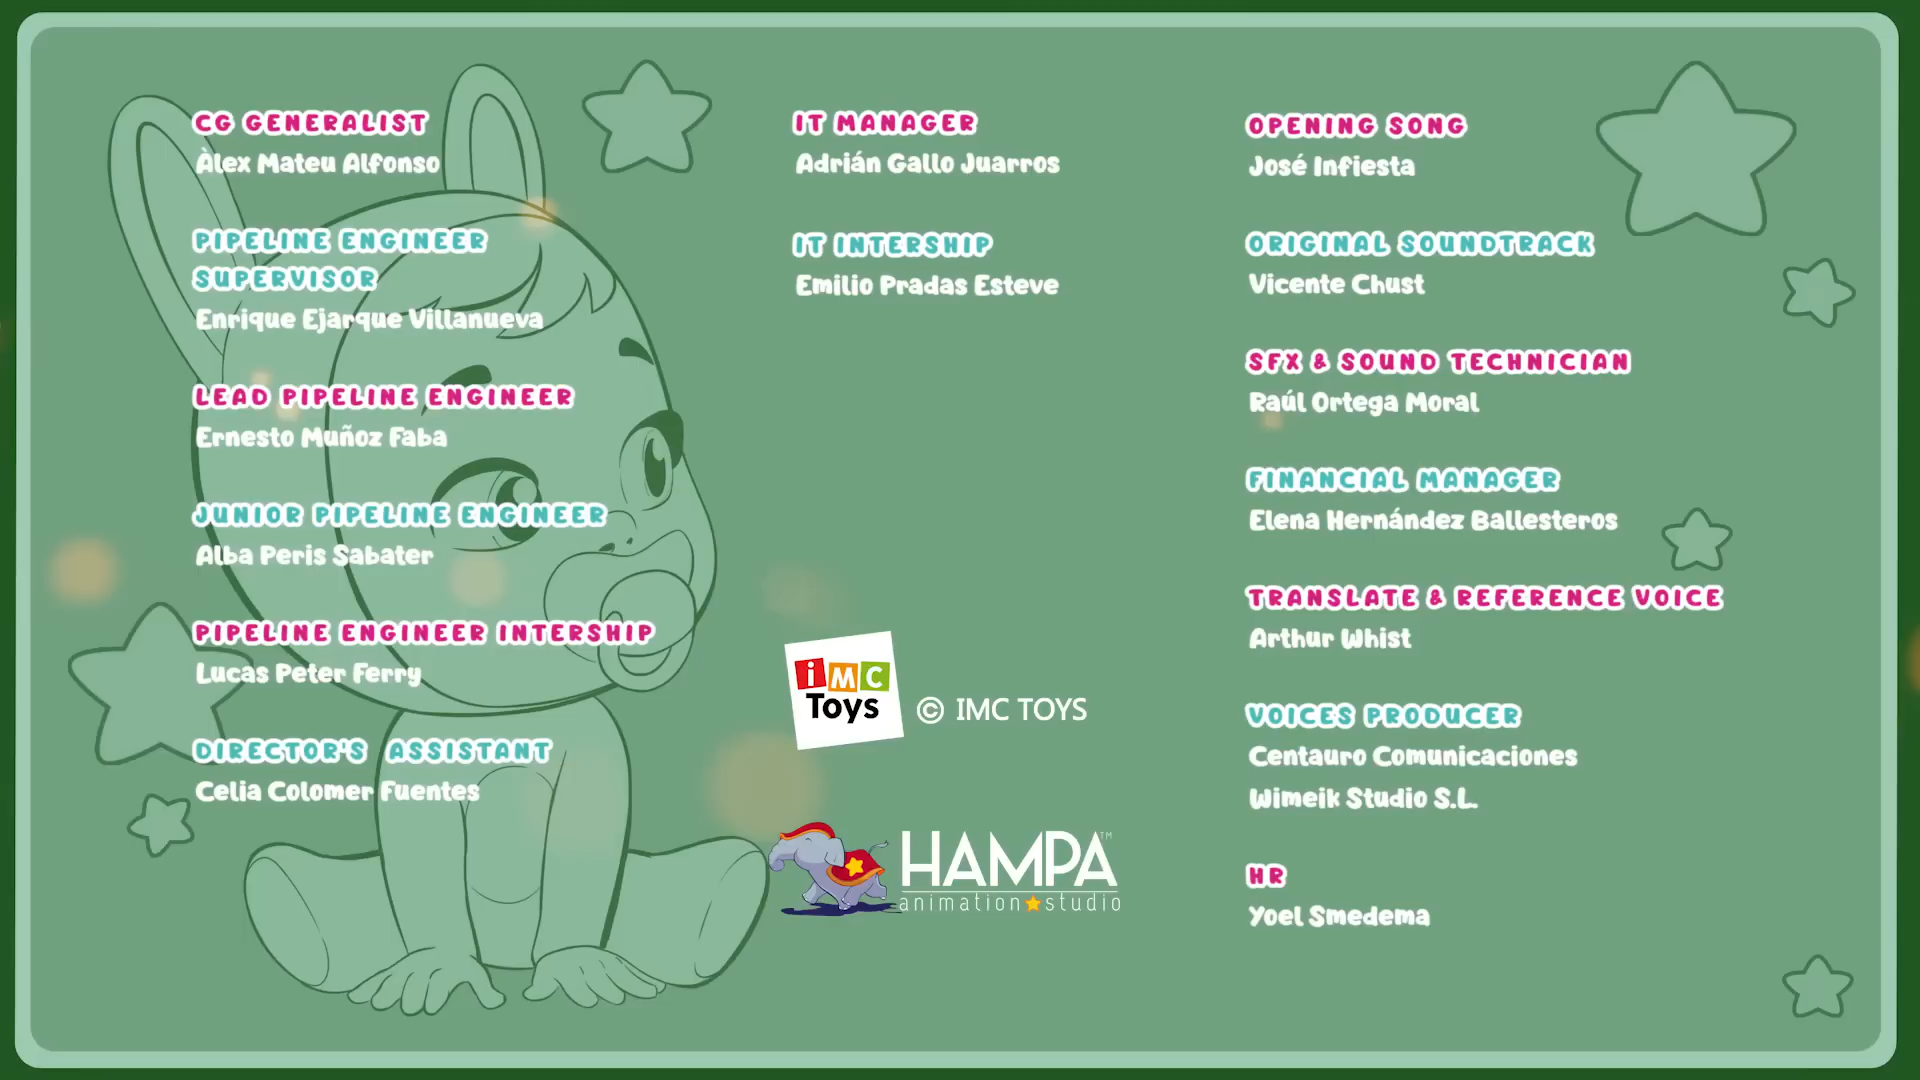 CG GENERALIST
Àlex Mateu Alfonso
PIPELINE ENGINEER
SUPERVISOR
Enrique Ejarque Villanueva
LEAD PIPELINE ENGINEER
Ernesto Muñoz Faba
JUNIOR PIPELINE ENGINEER
Alba Peris Sabater
PIPELINE ENGINEER INTERSHIP
Lucas Peter Ferry
DIRECTOR'S ASSISTANT
Celia Colomer Fuentes
IT MANAGER
Adrián Gallo Juarros
IT INTERSHIP
Emilio Pradas Esteve
iMC
Toys
© IMC TOYS
HAMPA™
animation studio
OPENING SONG
José Infiesta
ORIGINAL SOUNDTRACK
Vicente Chust
SFX & SOUND TECHNICIAN
Raúl Ortega Moral
FINANCIAL MANAGER
Elena Hernández Ballesteros
TRANSLATE & REFERENCE VOICE
Arthur Whist
VOICES PRODUCER
Centauro Comunicaciones
Wimeik Studio S.L.
HR
Yoel Smedema